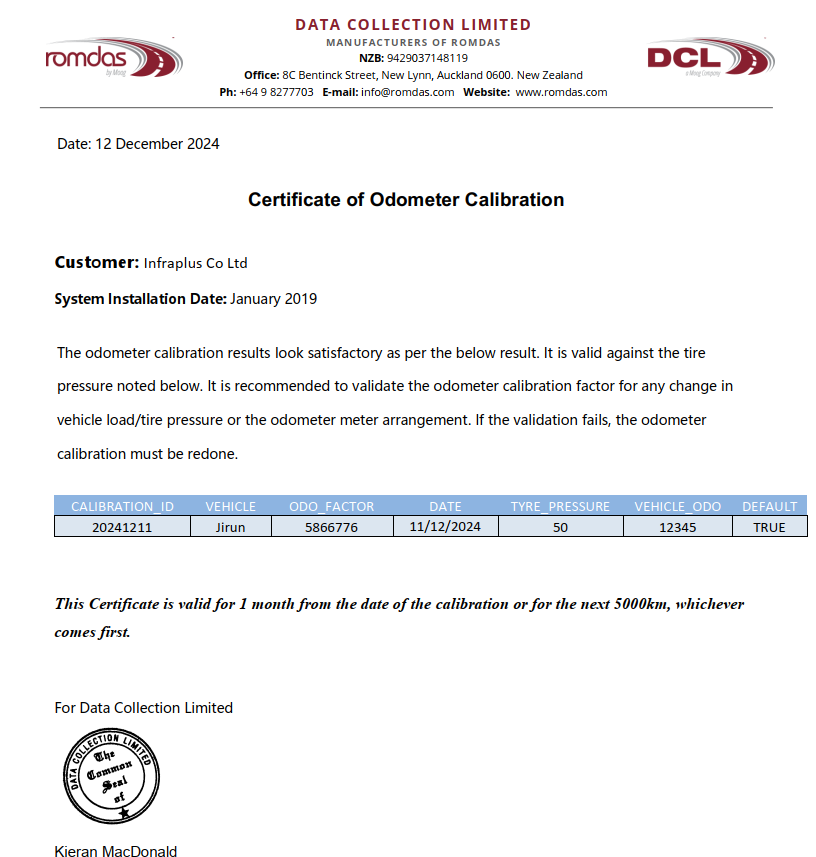 DATA COLLECTION LIMITED
MANUFACTURERS OF ROMDAS
NZB: 9429037148119
Office: 8C Bentinck Street, New Lynn, Auckland 0600. New Zealand
Ph: +64 9 8277703 E-mail: info@romdas.com Website: www.romdas.com
romdas
by Moog
DCL
a Moog Company
Date: 12 December 2024
Certificate of Odometer Calibration
Customer: Infraplus Co Ltd
System Installation Date: January 2019
The odometer calibration results look satisfactory as per the below result. It is valid against the tire
pressure noted below. It is recommended to validate the odometer calibration factor for any change in
vehicle load/tire pressure or the odometer meter arrangement. If the validation fails, the odometer
calibration must be redone.
CALIBRATION_ID VEHICLE ODO_FACTOR DATE TYRE_PRESSURE VEHICLE_ODO DEFAULT
20241211 Jirun 5866776 11/12/2024 50 12345 TRUE
This Certificate is valid for 1 month from the date of the calibration or for the next 5000km, whichever
comes first.
For Data Collection Limited
DATA COLLECTION LIMITED
The
Common
Seal
of
Kieran MacDonald